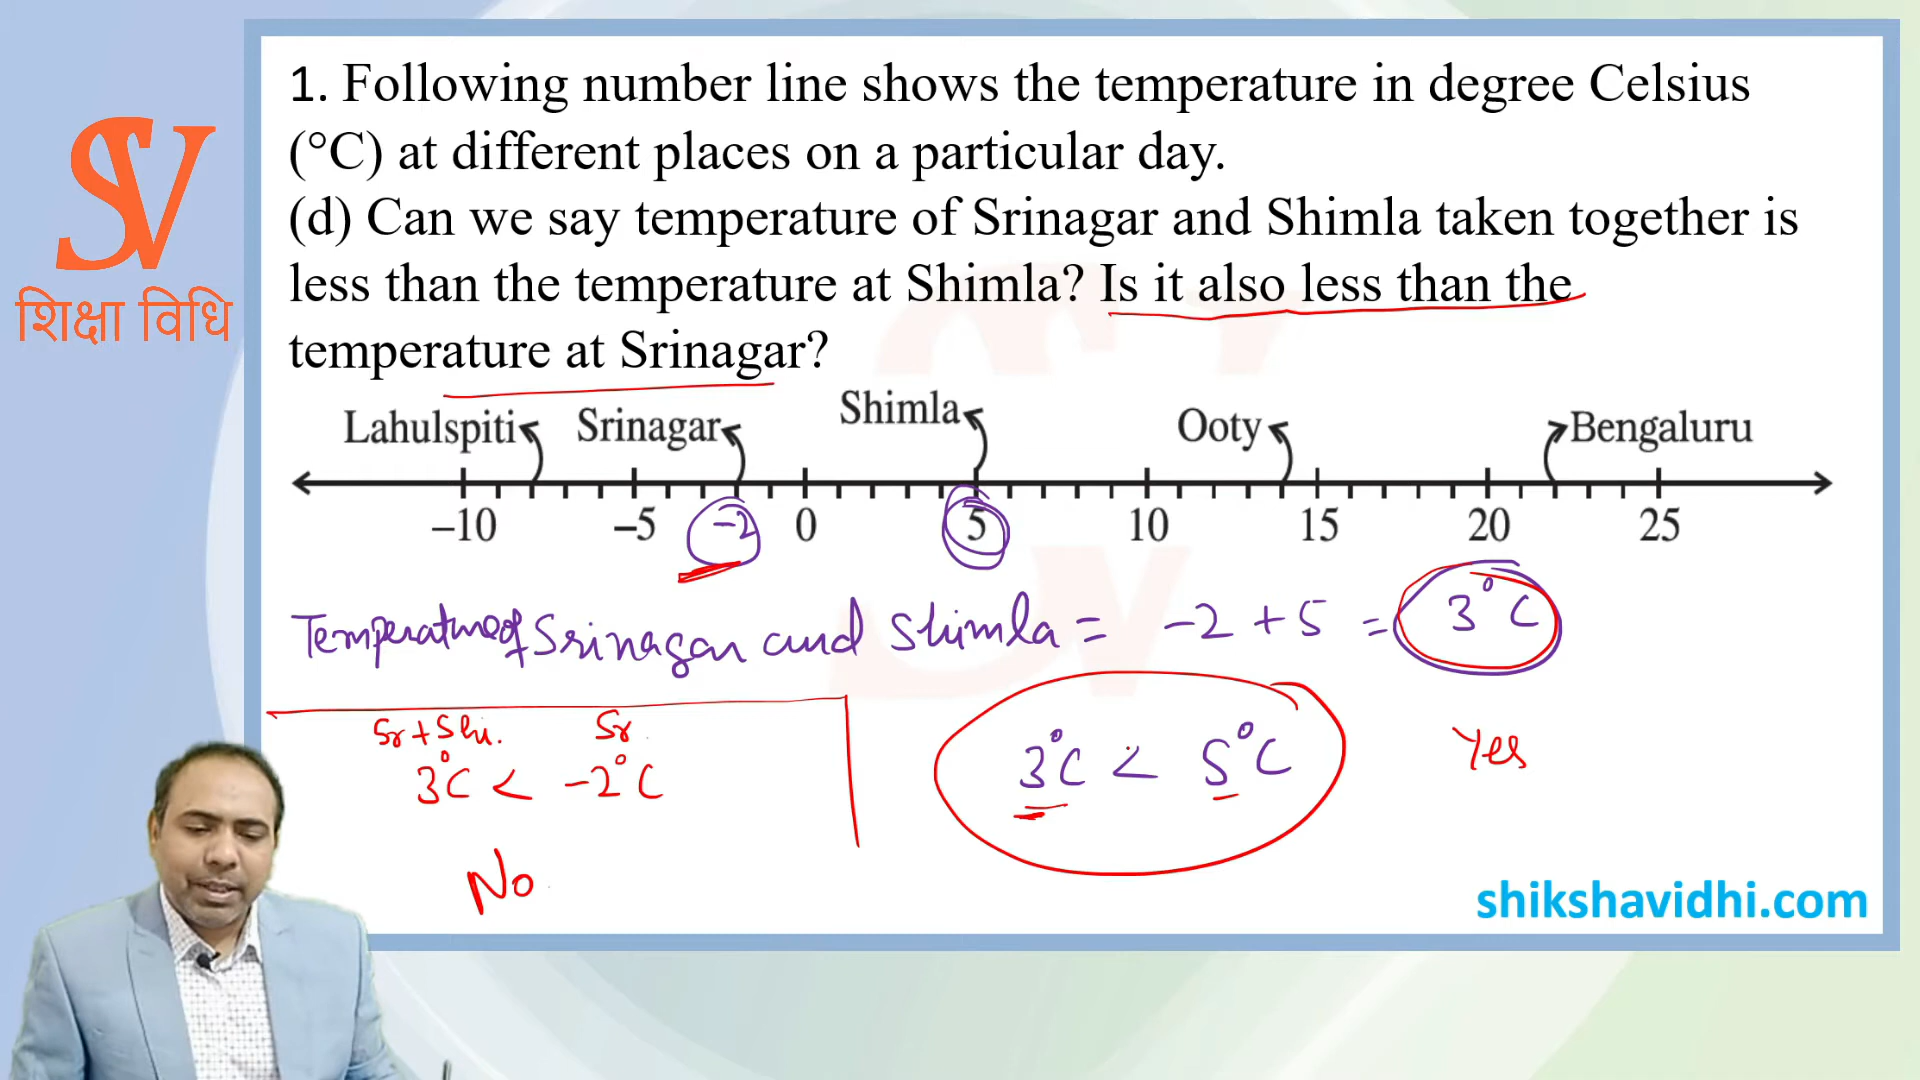 1. Following number line shows the temperature in degree Celsius
(°C) at different places on a particular day.
(d) Can we say temperature of Srinagar and Shimla taken together is
less than the temperature at Shimla? Is it also less than the
temperature at Srinagar?
SV
शिक्षा विधि
Lahulspiti Srinagar Shimla Ooty Bengaluru
–10 –5 -2 0 5 10 15 20 25
Temperature of Srinagar and Shimla = -2 + 5 = 3°C
Sr + Shi. Sr
3°C < -2°C
3°C < 5°C Yes
No
shikshavidhi.com